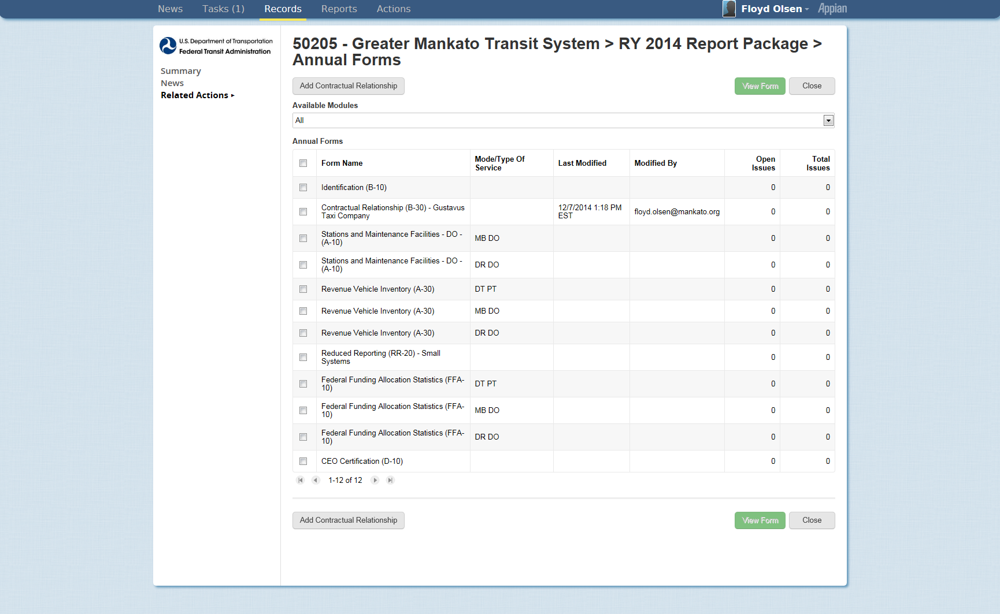 News Tasks (1) Records Reports Actions Floyd Olsen Appian
U.S. Department of Transportation
Federal Transit Administration
Summary
News
Related Actions
50205 - Greater Mankato Transit System > RY 2014 Report Package >
Annual Forms
Add Contractual Relationship View Form Close
Available Modules
All
Annual Forms
Form Name Mode/Type Of Service Last Modified Modified By Open Issues Total Issues
Identification (B-10) 0 0
Contractual Relationship (B-30) - Gustavus Taxi Company 12/7/2014 1:18 PM EST floyd.olsen@mankato.org 0 0
Stations and Maintenance Facilities - DO - (A-10) MB DO 0 0
Stations and Maintenance Facilities - DO - (A-10) DR DO 0 0
Revenue Vehicle Inventory (A-30) DT PT 0 0
Revenue Vehicle Inventory (A-30) MB DO 0 0
Revenue Vehicle Inventory (A-30) DR DO 0 0
Reduced Reporting (RR-20) - Small Systems 0 0
Federal Funding Allocation Statistics (FFA-10) DT PT 0 0
Federal Funding Allocation Statistics (FFA-10) MB DO 0 0
Federal Funding Allocation Statistics (FFA-10) DR DO 0 0
CEO Certification (D-10) 0 0
1-12 of 12
Add Contractual Relationship View Form Close